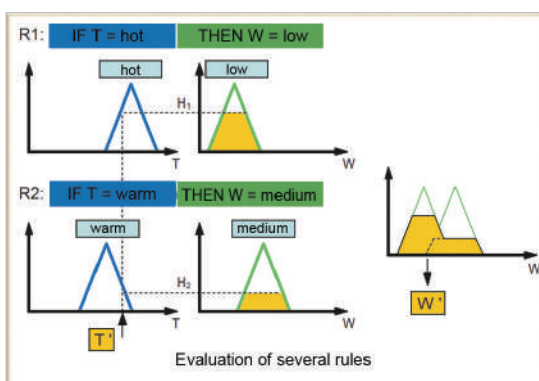 R1: IF T = hot THEN W = low
hot low
H₁
T W
R2: IF T = warm THEN W = medium
warm medium
H₂
T W
T'
Evaluation of several rules
W
W'